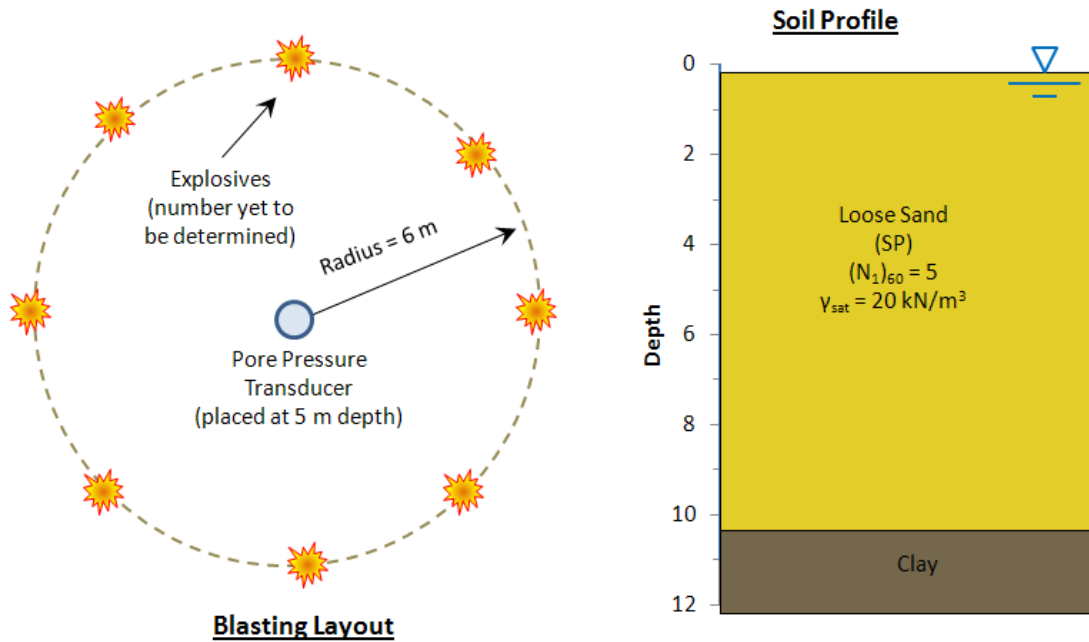 Explosives
(number yet to
be determined)
Radius = 6 m
Pore Pressure
Transducer
(placed at 5 m depth)
Blasting Layout
Soil Profile
Depth
0
2
4
6
8
10
12
Loose Sand
(SP)
(N₁)₆₀ = 5
γsat = 20 kN/m³
Clay